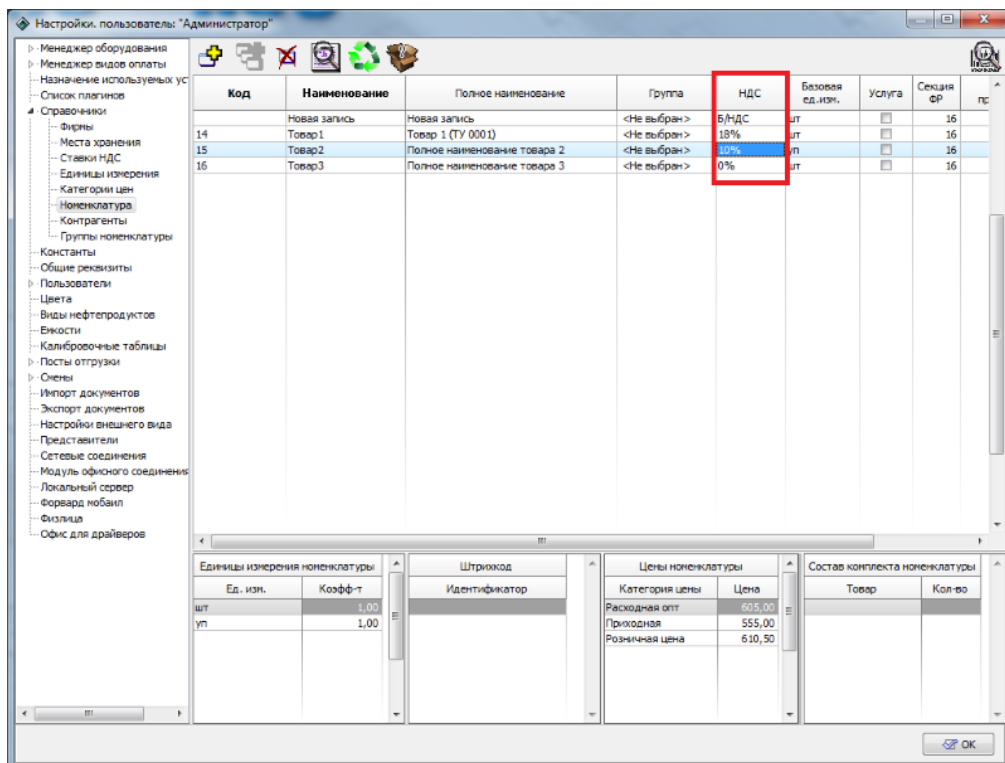 Настройки. пользователь: "Администратор"
Менеджер оборудования
Менеджер видов оплаты
Назначение используемых ус
Список плагинов
Справочники
Фирмы
Места хранения
Ставки НДС
Единицы измерения
Категории цен
Номенклатура
Контрагенты
Группы номенклатуры
Константы
Общие реквизиты
Пользователи
Цвета
Виды нефтепродуктов
Емкости
Калибровочные таблицы
Посты отгрузки
Смены
Импорт документов
Экспорт документов
Настройки внешнего вида
Представители
Сетевые соединения
Модуль офисного соединения
Локальный сервер
Форвард мобаил
Физлица
Офис для драйверов
Код Наименование Полное наименование Группа НДС Базовая ед.изм. Услуга Секция ФР пр
Новая запись Новая запись <Не выбран> Б/НДС шт 16
14 Товар1 Товар 1 (ТУ 0001) <Не выбран> 18% шт 16
15 Товар2 Полное наименование товара 2 <Не выбран> 10% уп 16
16 Товар3 Полное наименование товара 3 <Не выбран> 0% шт 16
Единицы измерения номенклатуры
Ед. изм. Коэфф-т
шт 1,00
уп 1,00
Штрихкод
Идентификатор
Цены номенклатуры
Категория цены Цена
Расходная опт 605,00
Приходная 555,00
Розничная цена 610,50
Состав комплекта номенклатуры
Товар Кол-во
ОК